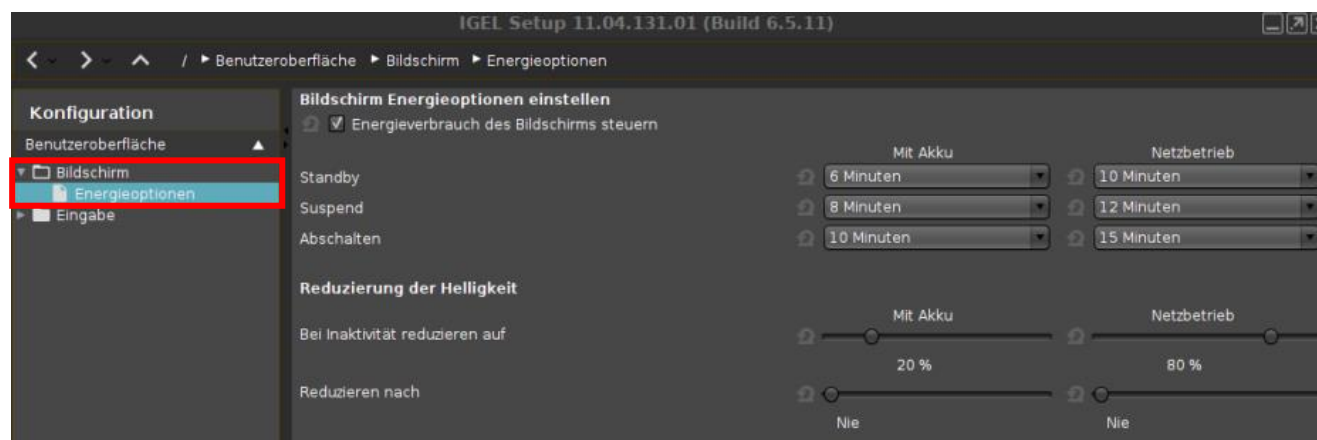 IGEL Setup 11.04.131.01 (Build 6.5.11)
/ ▸ Benutzeroberfläche ▸ Bildschirm ▸ Energieoptionen
Konfiguration
Benutzeroberfläche
Bildschirm
Energieoptionen
Eingabe
Bildschirm Energieoptionen einstellen
Energieverbrauch des Bildschirms steuern
Mit Akku Netzbetrieb
Standby 6 Minuten 10 Minuten
Suspend 8 Minuten 12 Minuten
Abschalten 10 Minuten 15 Minuten
Reduzierung der Helligkeit
Mit Akku Netzbetrieb
Bei Inaktivität reduzieren auf
20 % 80 %
Reduzieren nach
Nie Nie